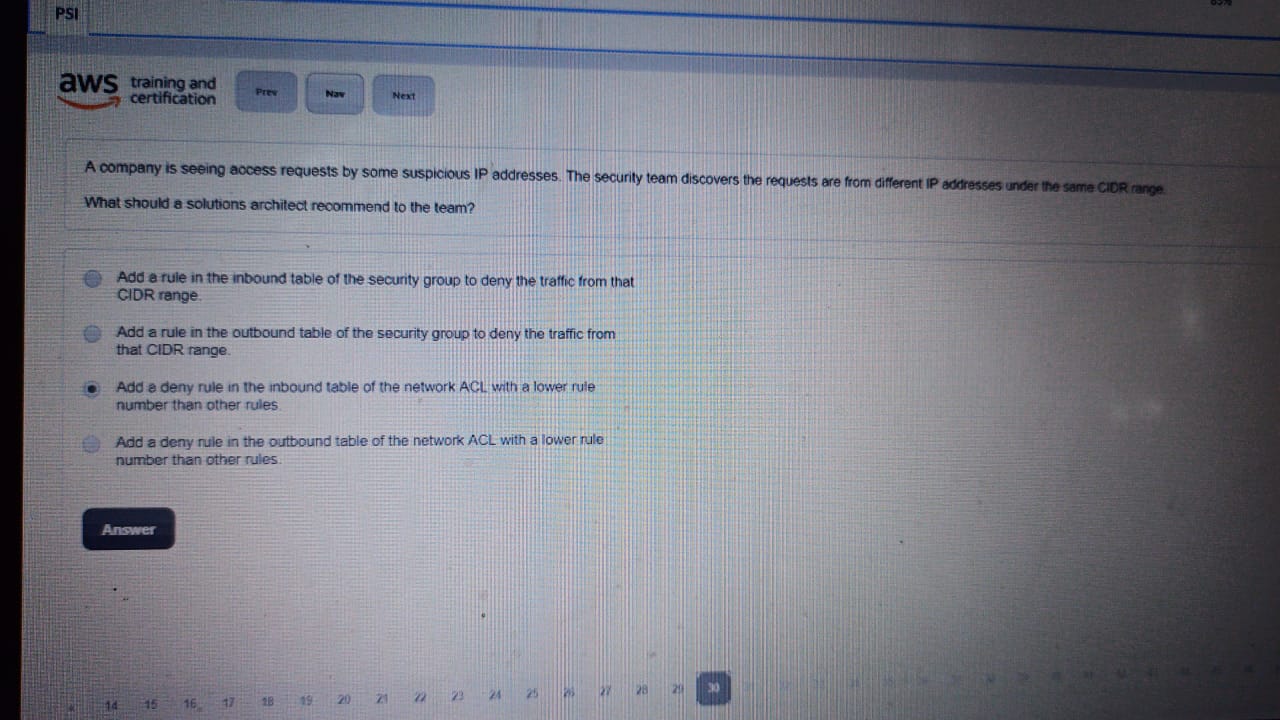 PSI
aws training and
certification
Prev
Nav
Next
A company is seeing access requests by some suspicious IP addresses. The security team discovers the requests are from different IP addresses under the same CIDR range.
What should a solutions architect recommend to the team?
Add a rule in the inbound table of the security group to deny the traffic from that
CIDR range.
Add a rule in the outbound table of the security group to deny the traffic from
that CIDR range.
Add a deny rule in the inbound table of the network ACL with a lower rule
number than other rules.
Add a deny rule in the outbound table of the network ACL with a lower rule
number than other rules.
Answer
14 15 16 17 18 19 20 21 22 23 24 25 26 27 28 29 30